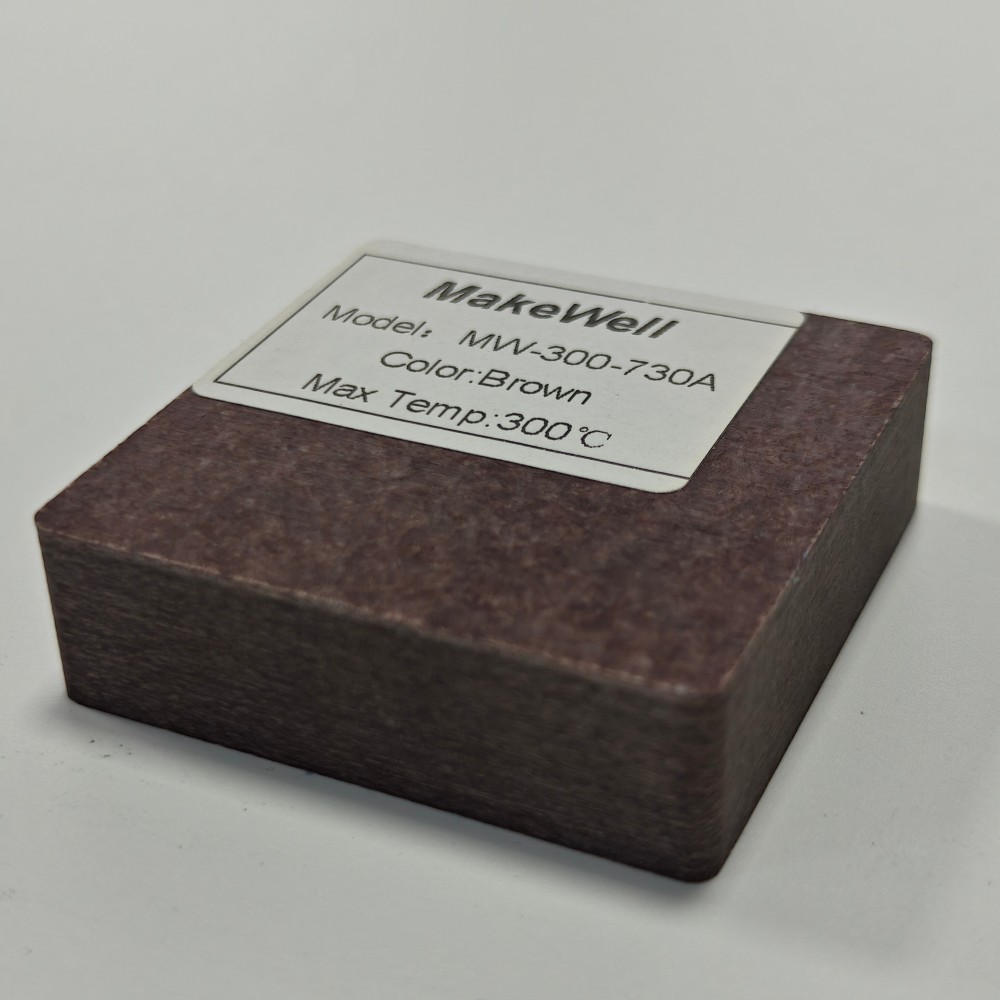 MakeWell
Model： MW-300-730A
Color:Brown
Max Temp:300℃